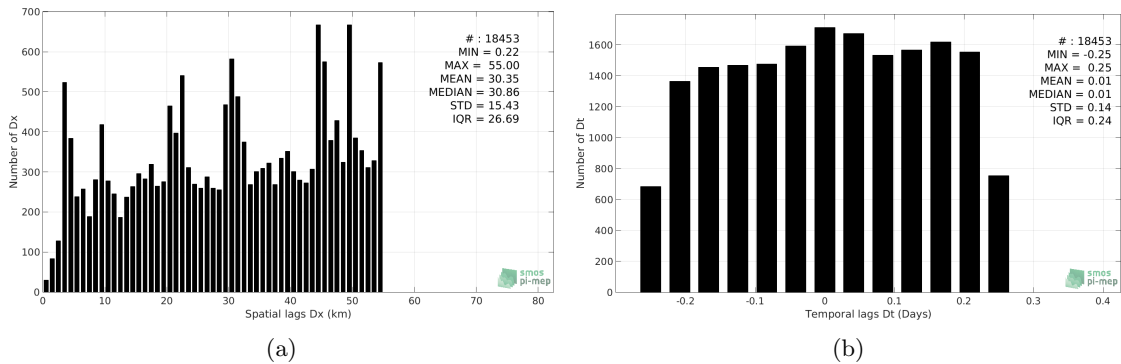 700
600
500
400
300
200
100
0
0 10 20 30 40 50 60 70 80
Number of Dx
Spatial lags Dx (km)
# : 18453
MIN = 0.22
MAX = 55.00
MEAN = 30.35
MEDIAN = 30.86
STD = 15.43
IQR = 26.69
smos
pi-mep
(a)
1600
1400
1200
1000
800
600
400
200
0
-0.2 -0.1 0 0.1 0.2 0.3 0.4
Number of Dt
Temporal lags Dt (Days)
# : 18453
MIN = -0.25
MAX = 0.25
MEAN = 0.01
MEDIAN = 0.01
STD = 0.14
IQR = 0.24
smos
pi-mep
(b)